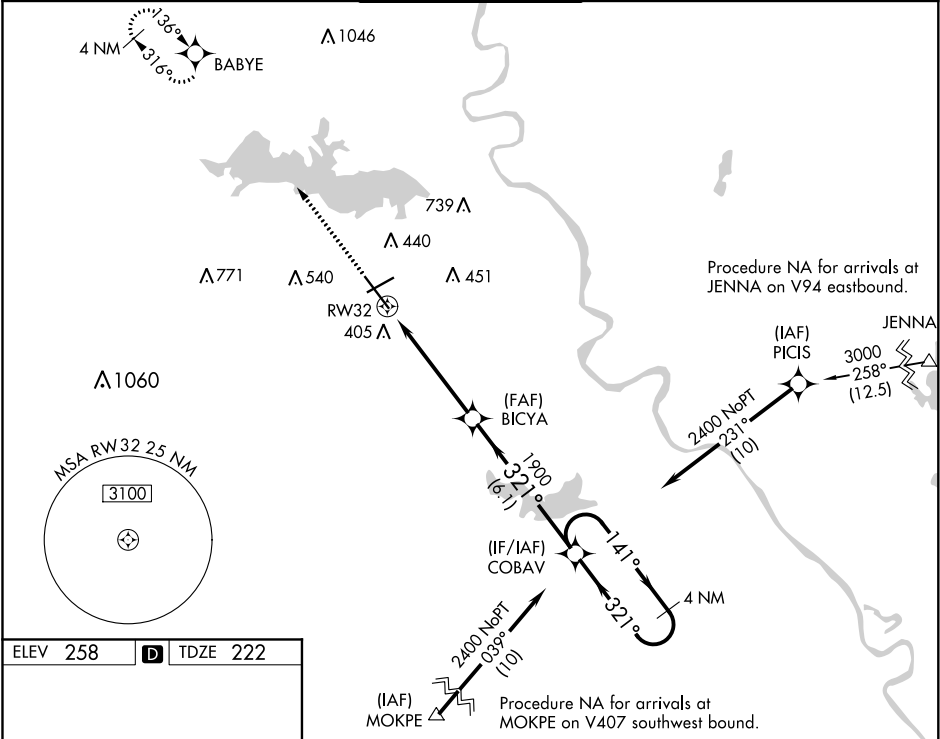 136°
4 NM
316°
BABYE
1046
739
440
771
540
451
RW32
405
Procedure NA for arrivals at
JENNA on V94 eastbound.
JENNA
(IAF)
PICIS
3000
258°
(12.5)
1060
(FAF)
BICYA
2400 NoPT
231°
(10)
MSA RW32 25 NM
3100
1900
321°
(6.1)
(IF/IAF)
COBAV
141°
321°
4 NM
2400 NoPT
039°
(10)
(IAF)
MOKPE
Procedure NA for arrivals at
MOKPE on V407 southwest bound.
ELEV 258 D TDZE 222